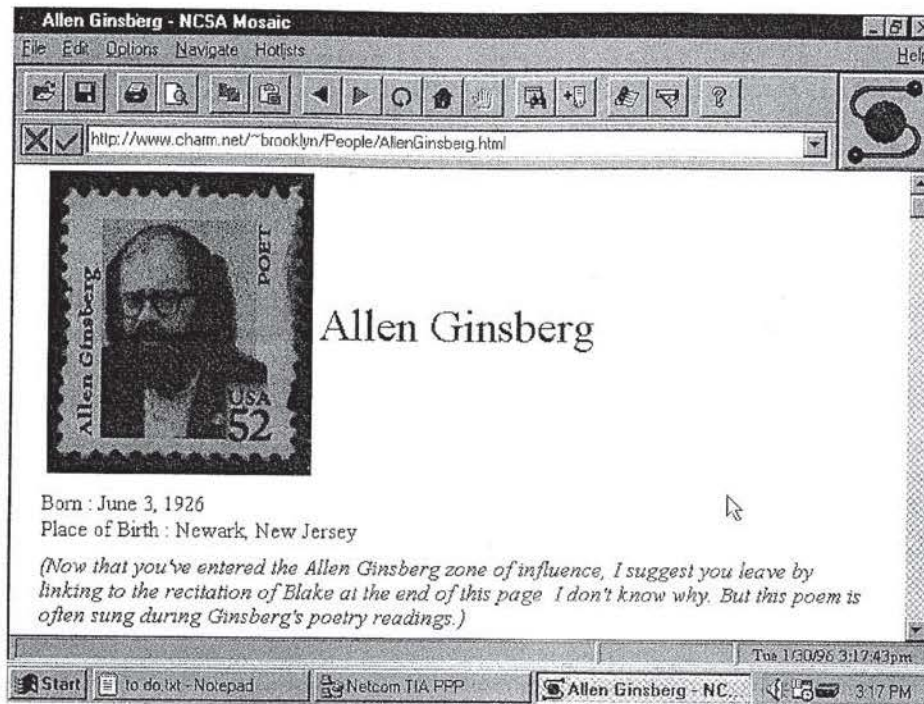 Allen Ginsberg - NCSA Mosaic
File Edit Options Navigate Hotlists Help
http://www.charm.net/~brooklyn/People/AllenGinsberg.html
Allen Ginsberg
POET
USA
52
Allen Ginsberg
Born : June 3, 1926
Place of Birth : Newark, New Jersey
(Now that you've entered the Allen Ginsberg zone of influence, I suggest you leave by
linking to the recitation of Blake at the end of this page I don't know why. But this poem is
often sung during Ginsberg's poetry readings.)
Tue 1/30/96 3:17:43pm
Start to do.txt - Notepad Netcom TIA PPP Allen Ginsberg - NC... 3:17 PM